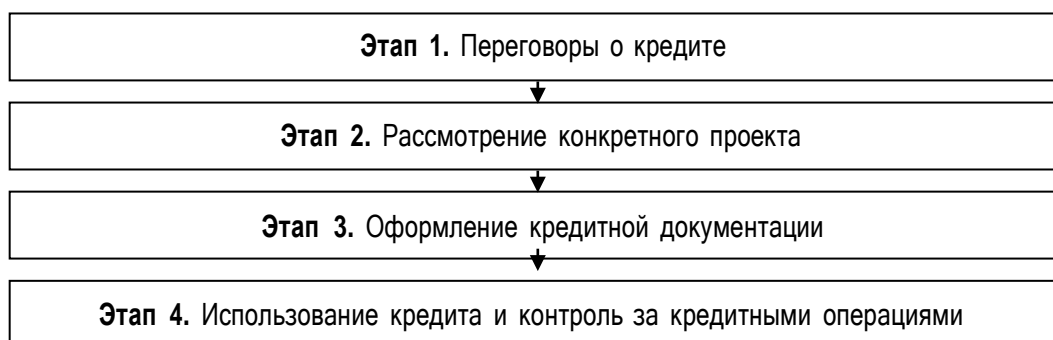 Этап 1. Переговоры о кредите
Этап 2. Рассмотрение конкретного проекта
Этап 3. Оформление кредитной документации
Этап 4. Использование кредита и контроль за кредитными операциями